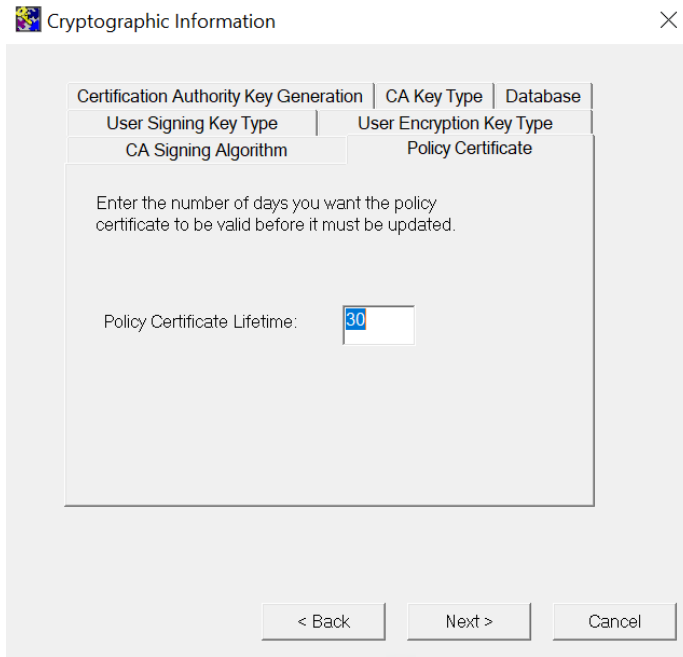 Cryptographic Information
Certification Authority Key Generation
CA Key Type
Database
User Signing Key Type
User Encryption Key Type
CA Signing Algorithm
Policy Certificate
Enter the number of days you want the policy
certificate to be valid before it must be updated.
Policy Certificate Lifetime:
30
< Back
Next >
Cancel